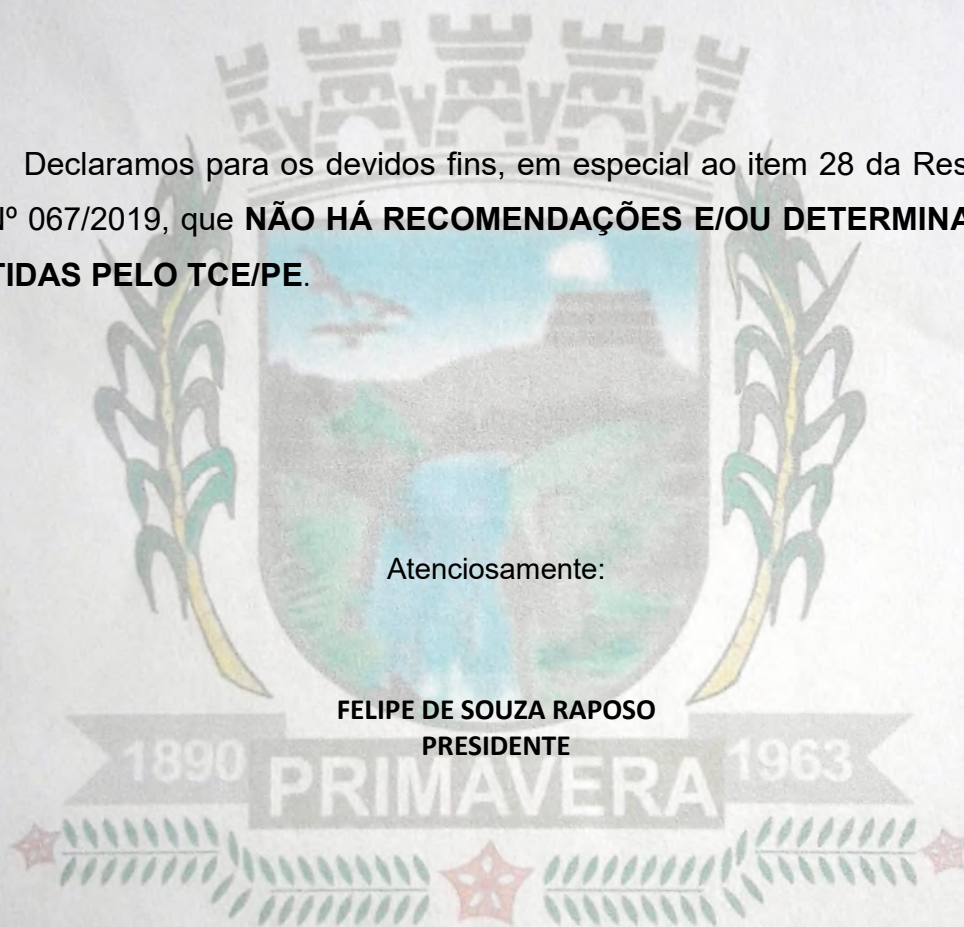 Declaramos para os devidos fins, em especial ao item 28 da Res
Nº 067/2019, que NÃO HÁ RECOMENDAÇÕES E/OU DETERMINA
TIDAS PELO TCE/PE.
Atenciosamente:
FELIPE DE SOUZA RAPOSO
PRESIDENTE
1890 PRIMAVERA 1963